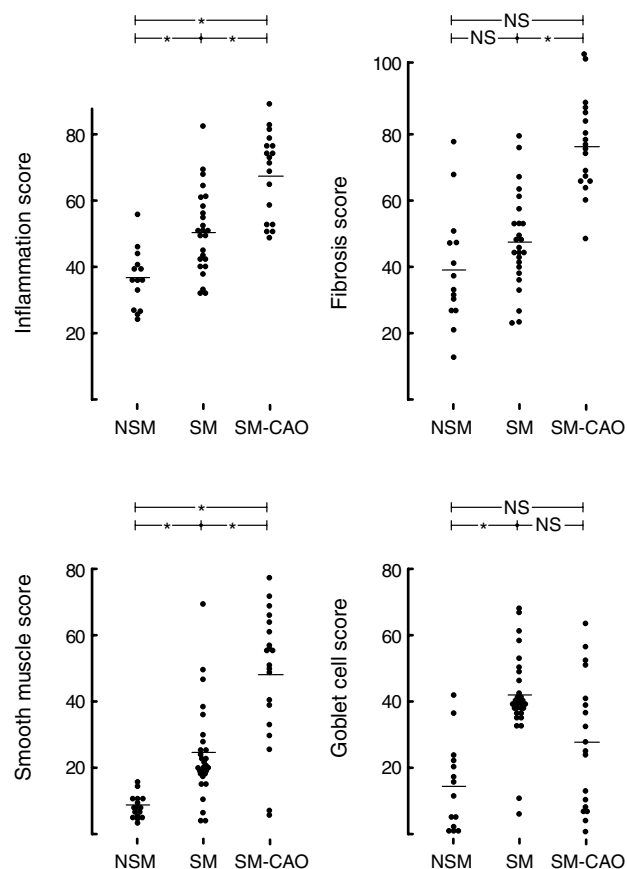 *
* *
Inflammation score
80
60
40
20
NSM SM SM-CAO
NS
NS *
Fibrosis score
100
80
60
40
20
NSM SM SM-CAO
*
* *
Smooth muscle score
80
60
40
20
NSM SM SM-CAO
NS
* NS
Goblet cell score
80
60
40
20
NSM SM SM-CAO